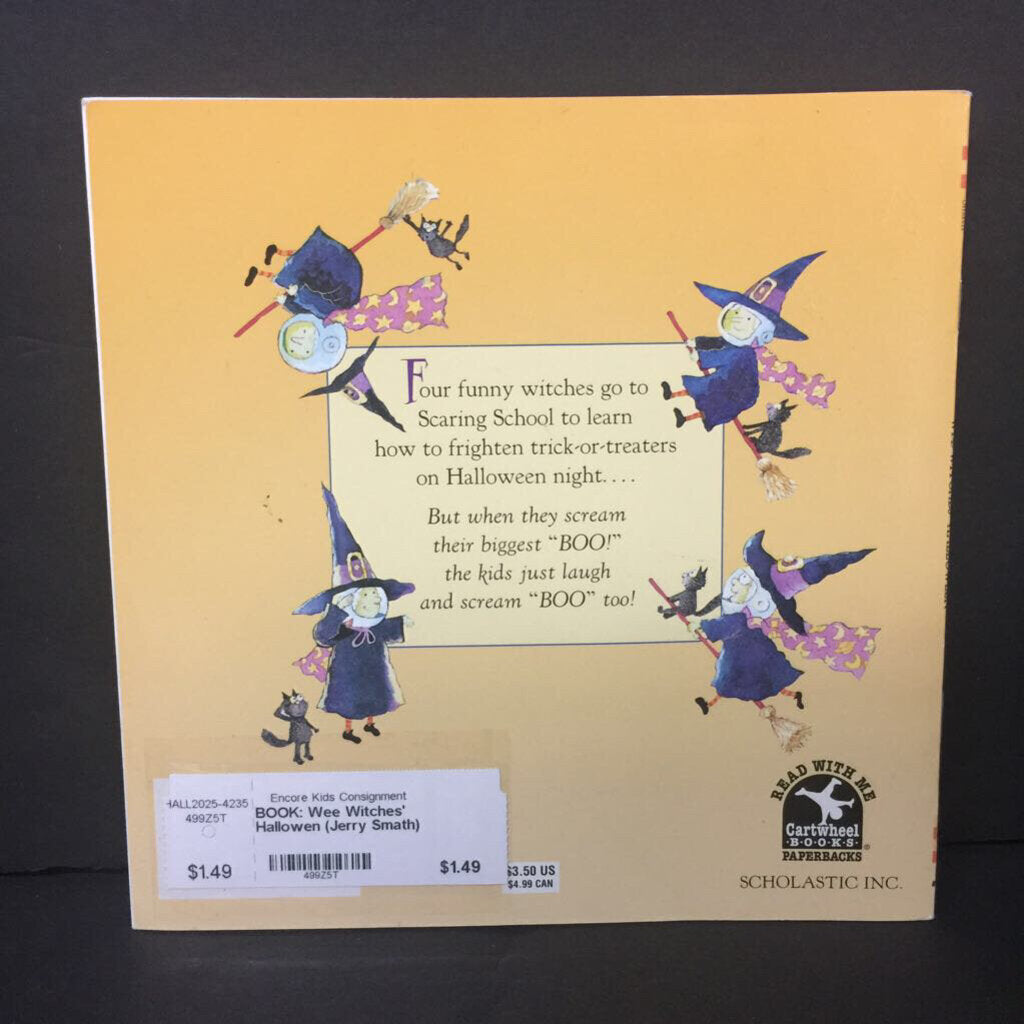 Four funny witches go to
Scaring School to learn
how to frighten trick-or-treaters
on Halloween night....
But when they scream
their biggest “BOO!”
the kids just laugh
and scream “BOO” too!
HALL2025-4235
499Z5T
$1.49
Encore Kids Consignment
BOOK: Wee Witches'
Hallowen (Jerry Smath)
499Z5T
$1.49
$3.50 US
$4.99 CAN
READ WITH ME
Cartwheel
·B·O·O·K·S·®
PAPERBACKS
SCHOLASTIC INC.